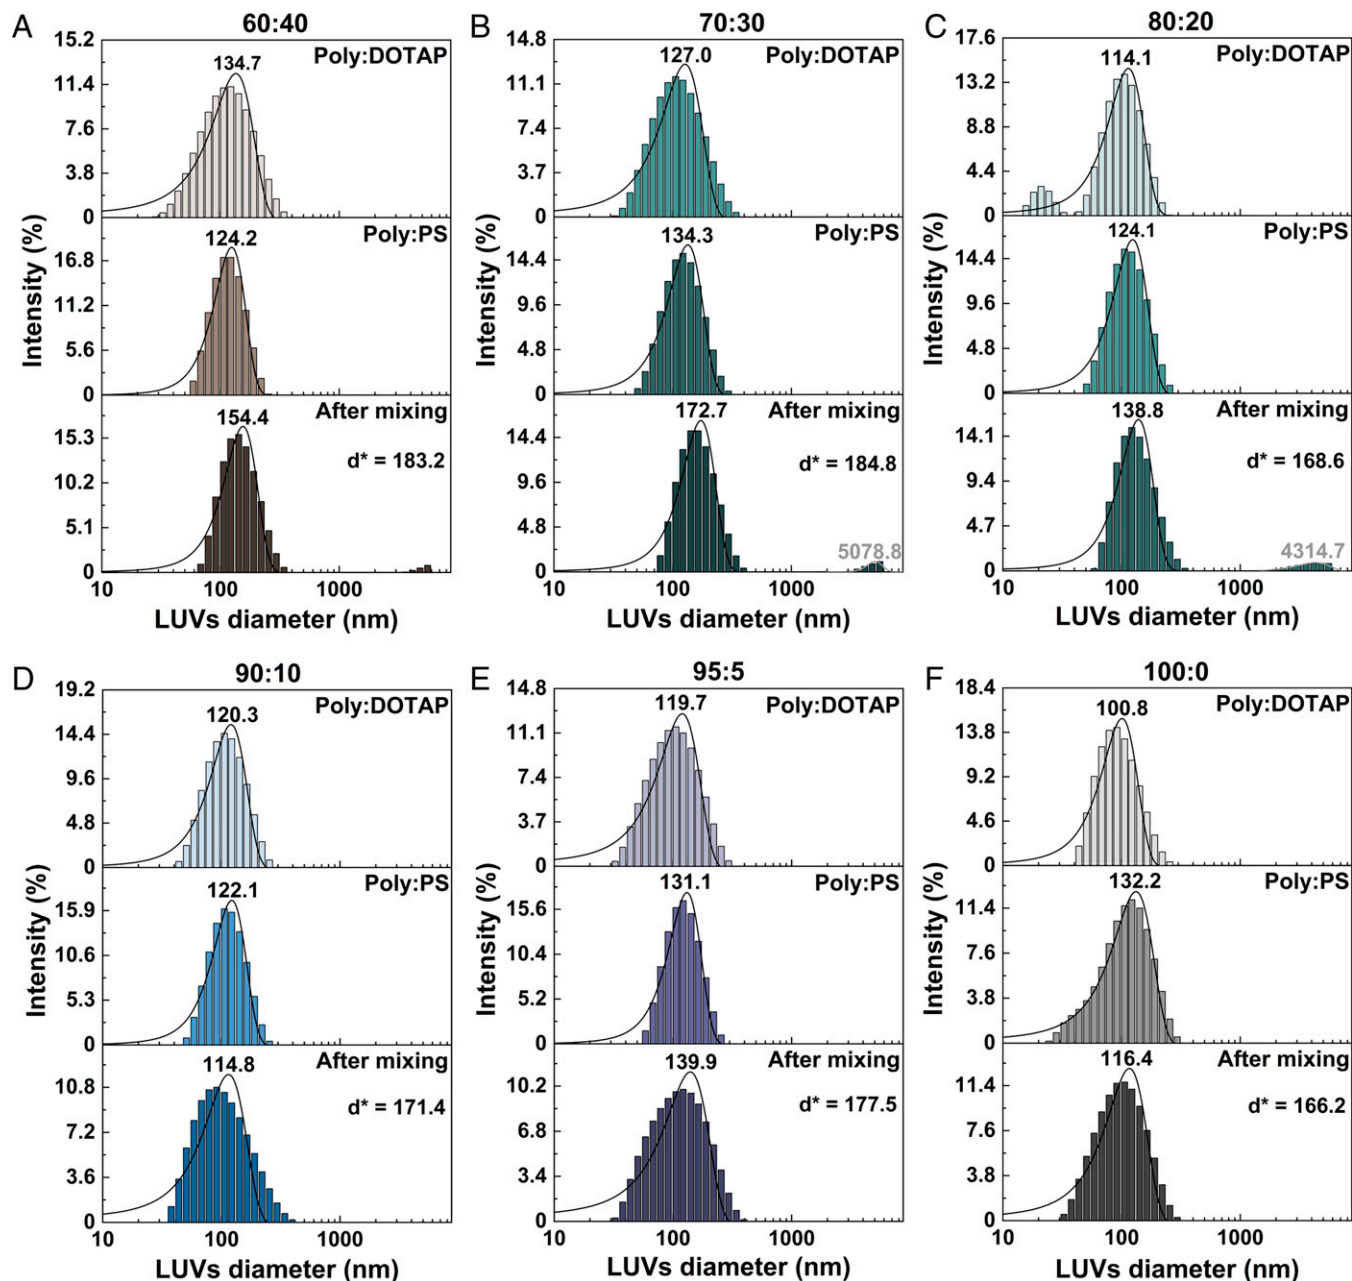 A
60:40
15.2
11.4
7.6
3.8
0
134.7
Poly:DOTAP
16.8
11.2
5.6
0
124.2
Poly:PS
15.3
10.2
5.1
0
154.4
After mixing
d* = 183.2
Intensity (%)
10
100
1000
LUVs diameter (nm)
B
70:30
14.8
11.1
7.4
3.7
0
127.0
Poly:DOTAP
14.4
9.6
4.8
0
134.3
Poly:PS
14.4
9.6
4.8
0
172.7
After mixing
d* = 184.8
5078.8
Intensity (%)
10
100
1000
LUVs diameter (nm)
C
80:20
17.6
13.2
8.8
4.4
0
114.1
Poly:DOTAP
14.4
9.6
4.8
0
124.1
Poly:PS
14.1
9.4
4.7
0
138.8
After mixing
d* = 168.6
4314.7
Intensity (%)
10
100
1000
LUVs diameter (nm)
D
90:10
19.2
14.4
9.6
4.8
0
120.3
Poly:DOTAP
15.9
10.6
5.3
0
122.1
Poly:PS
10.8
7.2
3.6
0
114.8
After mixing
d* = 171.4
Intensity (%)
10
100
1000
LUVs diameter (nm)
E
95:5
14.8
11.1
7.4
3.7
0
119.7
Poly:DOTAP
15.6
10.4
5.2
0
131.1
Poly:PS
10.2
6.8
3.4
0
139.9
After mixing
d* = 177.5
Intensity (%)
10
100
1000
LUVs diameter (nm)
F
100:0
18.4
13.8
9.2
4.6
0
100.8
Poly:DOTAP
11.4
7.6
3.8
0
132.2
Poly:PS
11.4
7.6
3.8
0
116.4
After mixing
d* = 166.2
Intensity (%)
10
100
1000
LUVs diameter (nm)